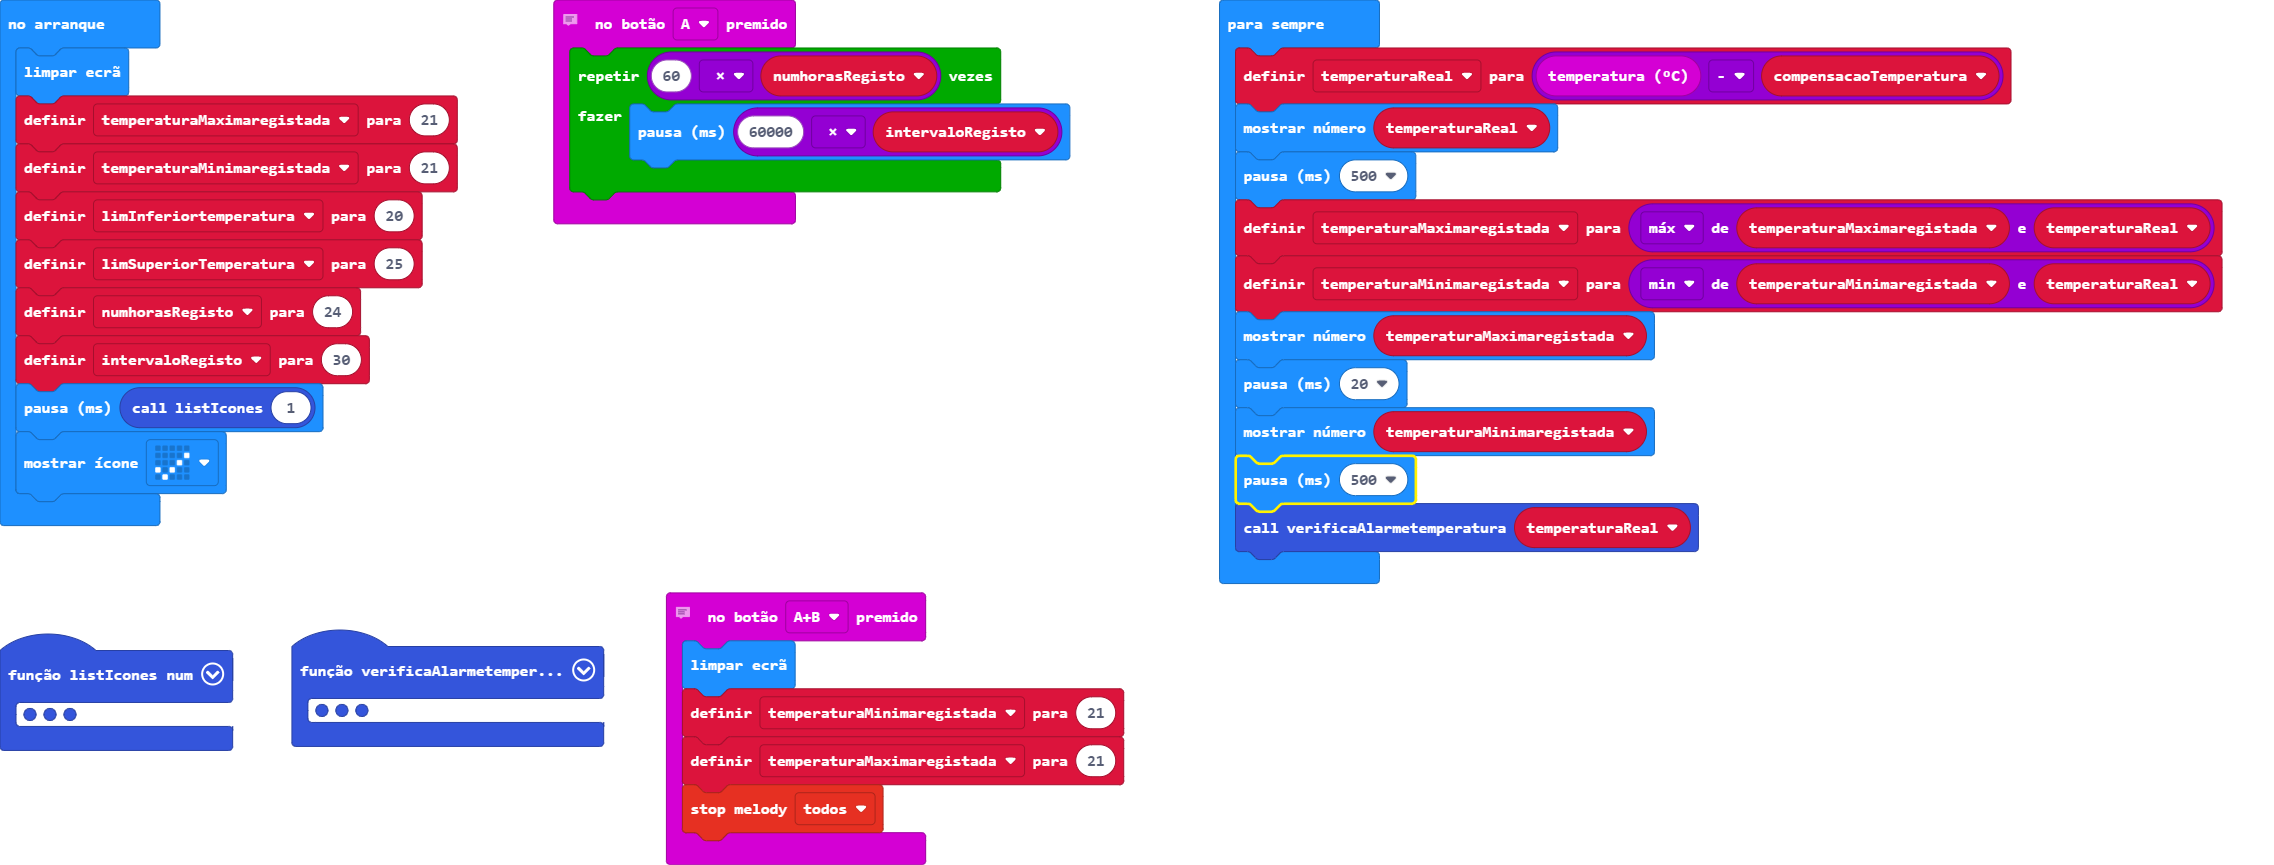 no arranque
limpar ecrã
definir temperaturaMaximaregistada para 21
definir temperaturaMinimaregistada para 21
definir limInferiortemperatura para 20
definir limSuperiorTemperatura para 25
definir numhorasRegisto para 24
definir intervaloRegisto para 30
pausa (ms) call listIcones 1
mostrar ícone
no botão A premido
repetir 60 × numhorasRegisto vezes
fazer pausa (ms) 60000 × intervaloRegisto
para sempre
definir temperaturaReal para temperatura (ºC) - compensacaoTemperatura
mostrar número temperaturaReal
pausa (ms) 500
definir temperaturaMaximaregistada para máx de temperaturaMaximaregistada e temperaturaReal
definir temperaturaMinimaregistada para min de temperaturaMinimaregistada e temperaturaReal
mostrar número temperaturaMaximaregistada
pausa (ms) 20
mostrar número temperaturaMinimaregistada
pausa (ms) 500
call verificaAlarmetemperatura temperaturaReal
função listIcones num
função verificaAlarmetemper...
no botão A+B premido
limpar ecrã
definir temperaturaMinimaregistada para 21
definir temperaturaMaximaregistada para 21
stop melody todos